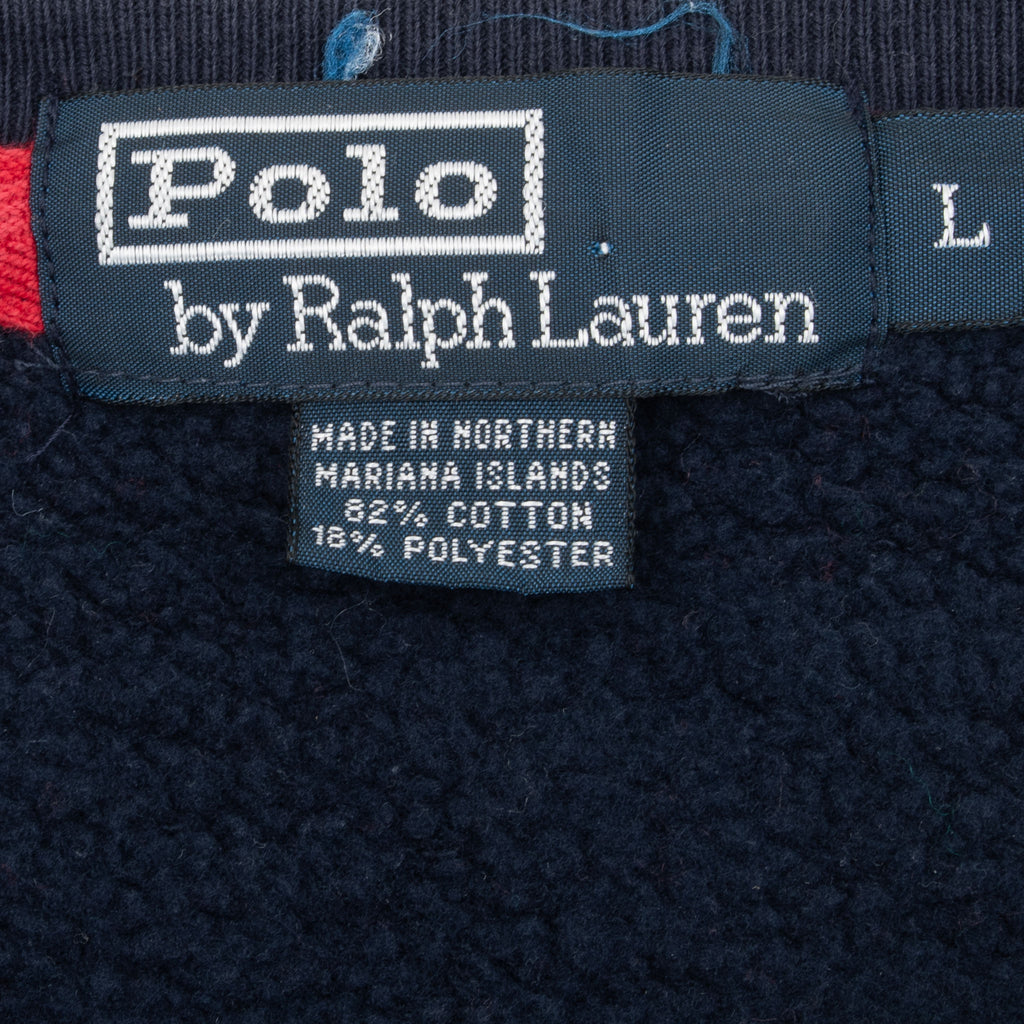 Polo
by Ralph Lauren
L
MADE IN NORTHERN
MARIANA ISLANDS
82% COTTON
18% POLYESTER